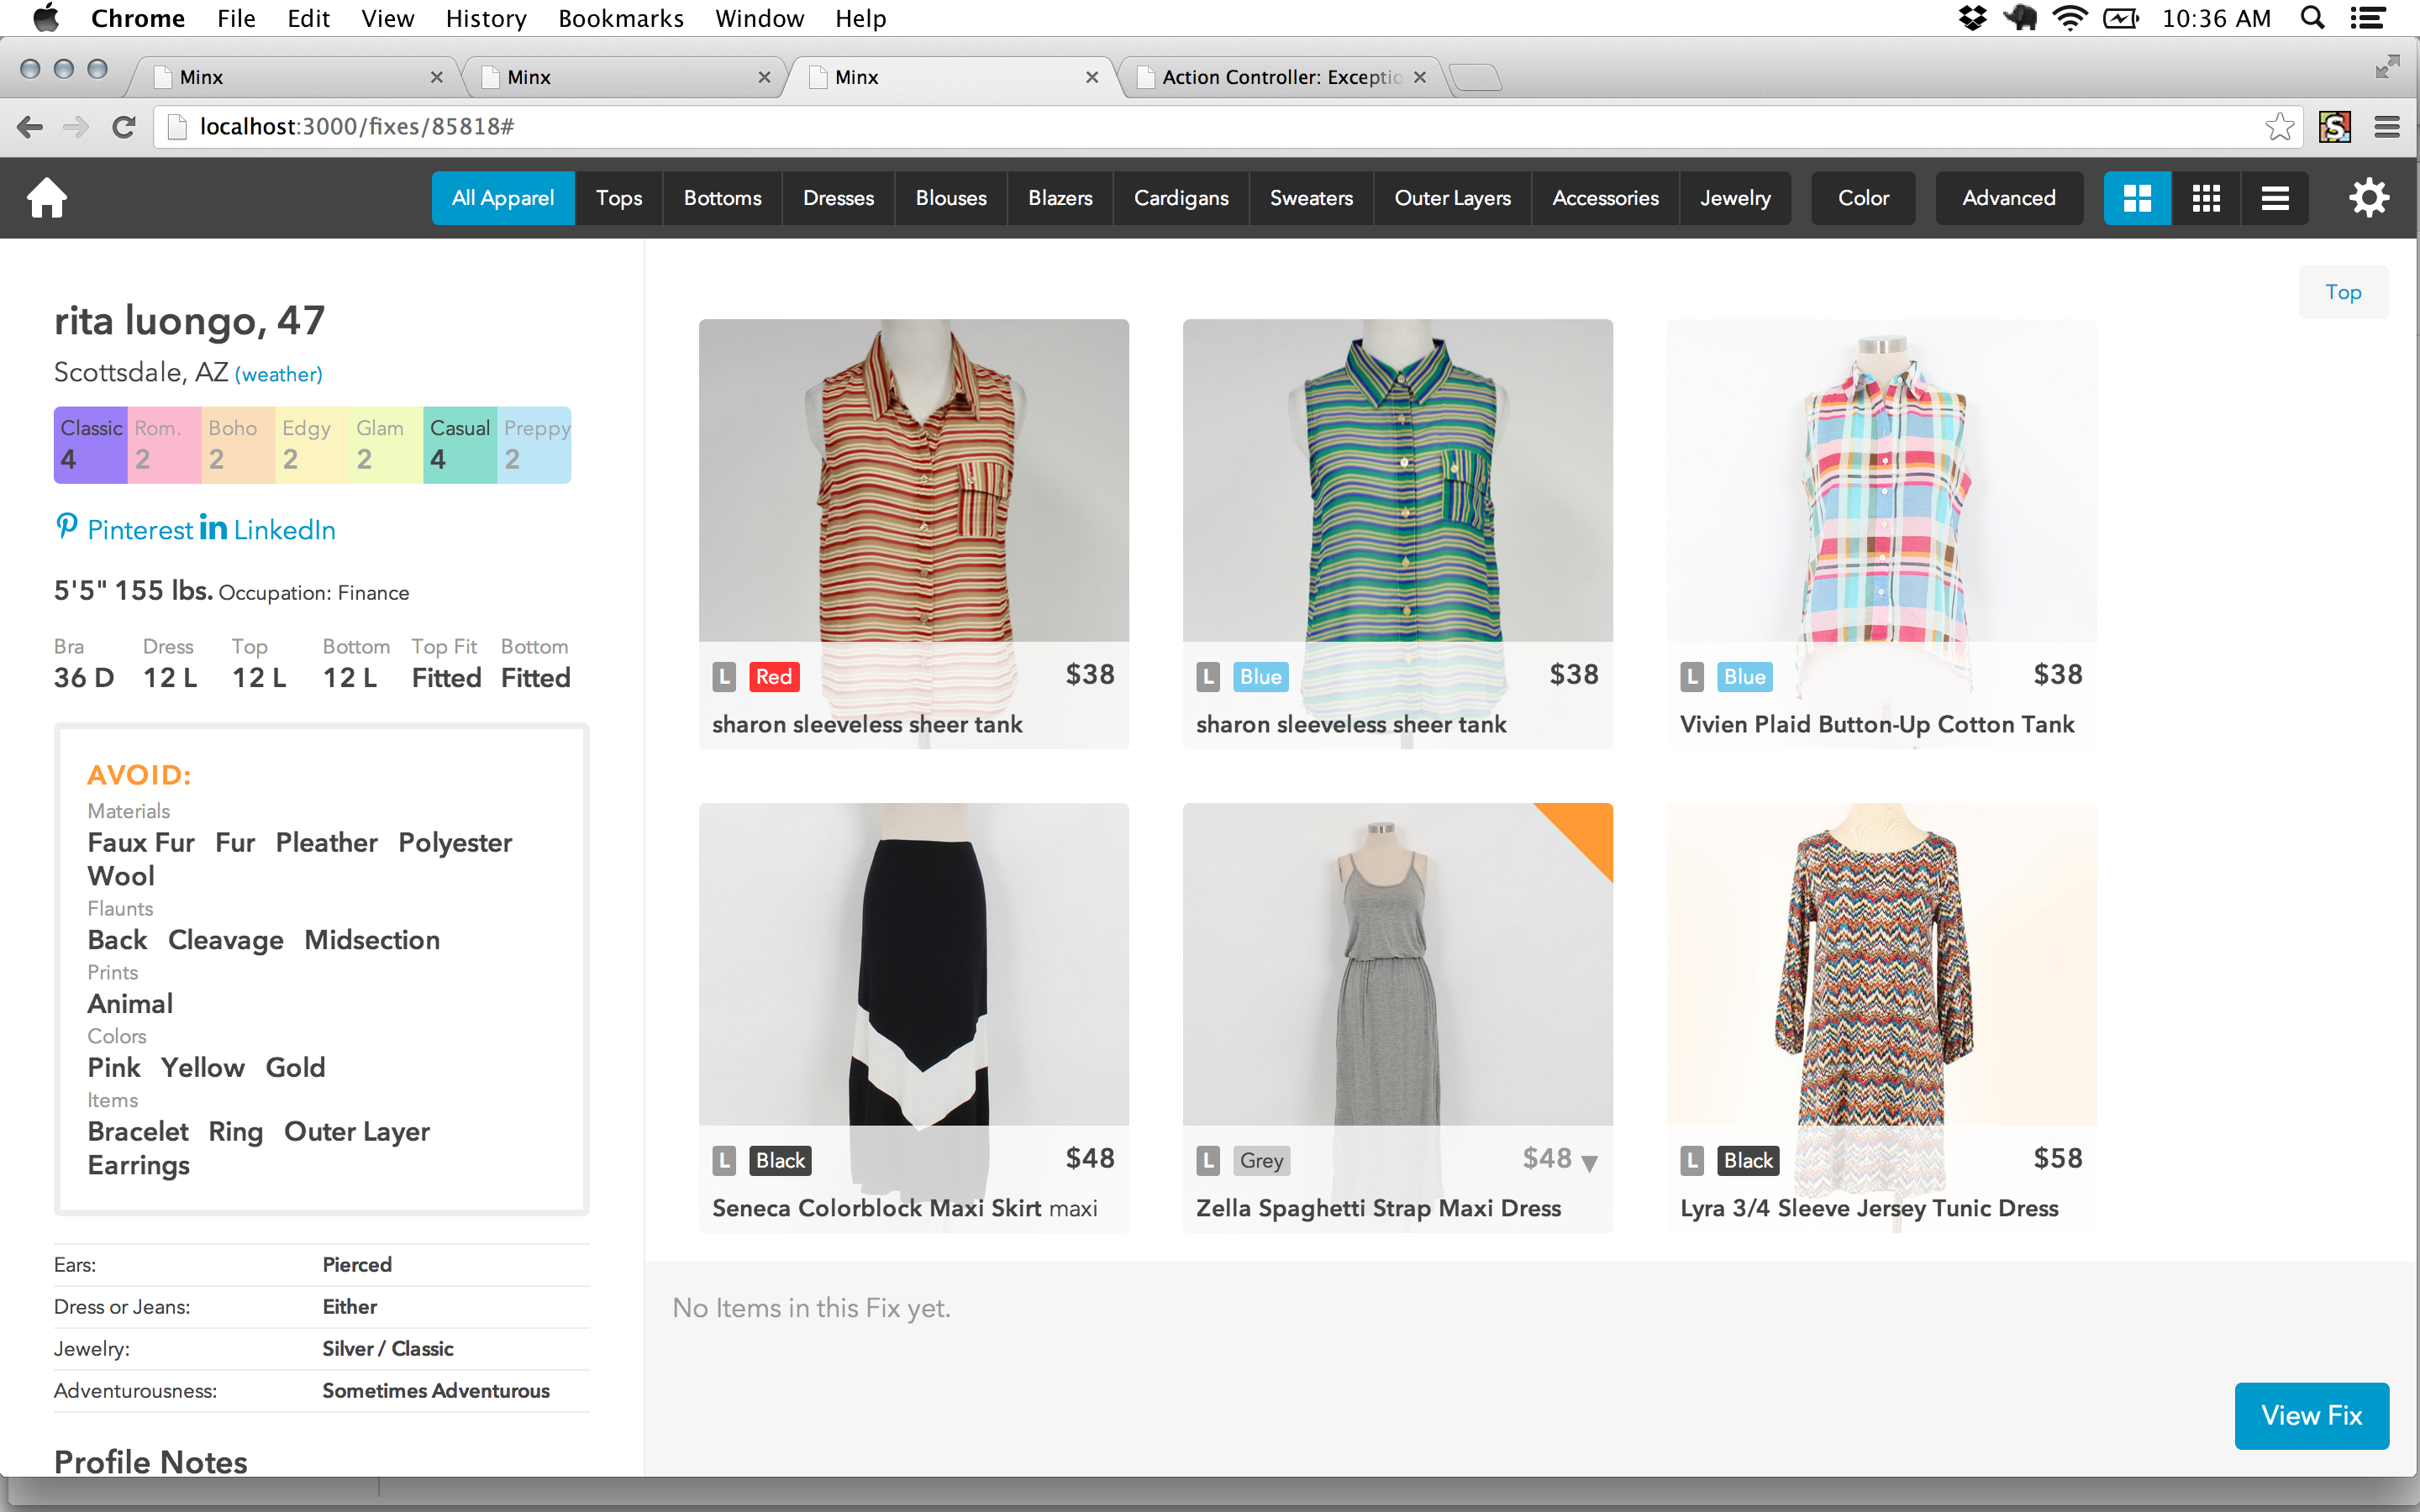 Chrome File Edit View History Bookmarks Window Help 10:36 AM
Minx Minx Minx Action Controller: Exceptio
localhost:3000/fixes/85818#
All Apparel Tops Bottoms Dresses Blouses Blazers Cardigans Sweaters Outer Layers Accessories Jewelry Color Advanced
Top
rita luongo, 47
Scottsdale, AZ (weather)
Classic Rom. Boho Edgy Glam Casual Preppy
4 2 2 2 2 4 2
Pinterest LinkedIn
5'5" 155 lbs. Occupation: Finance
Bra Dress Top Bottom Top Fit Bottom
36 D 12 L 12 L 12 L Fitted Fitted
AVOID:
Materials
Faux Fur Fur Pleather Polyester
Wool
Flaunts
Back Cleavage Midsection
Prints
Animal
Colors
Pink Yellow Gold
Items
Bracelet Ring Outer Layer
Earrings
Ears: Pierced
Dress or Jeans: Either
Jewelry: Silver / Classic
Adventurousness: Sometimes Adventurous
Profile Notes
L Red $38
sharon sleeveless sheer tank
L Blue $38
sharon sleeveless sheer tank
L Blue $38
Vivien Plaid Button-Up Cotton Tank
L Black $48
Seneca Colorblock Maxi Skirt maxi
L Grey $48 ▼
Zella Spaghetti Strap Maxi Dress
L Black $58
Lyra 3/4 Sleeve Jersey Tunic Dress
No Items in this Fix yet.
View Fix